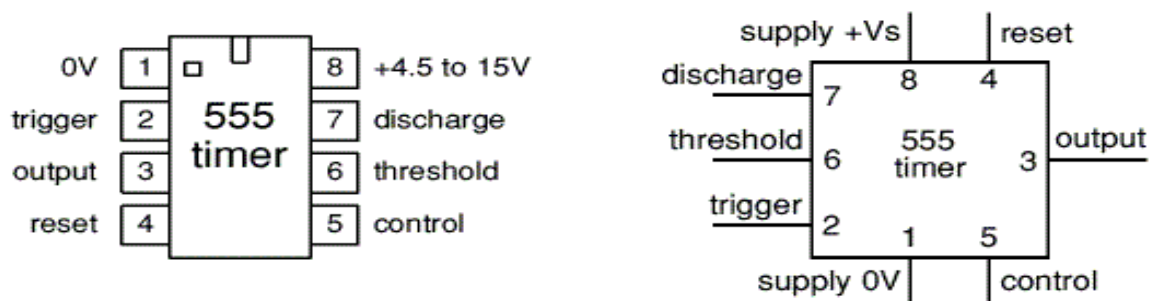 0V 1 8 +4.5 to 15V
trigger 2 555 7 discharge
timer
output 3 6 threshold
reset 4 5 control
supply +Vs reset
discharge 7 8 4
threshold 6 555 3 output
timer
trigger 2 1 5
supply 0V control